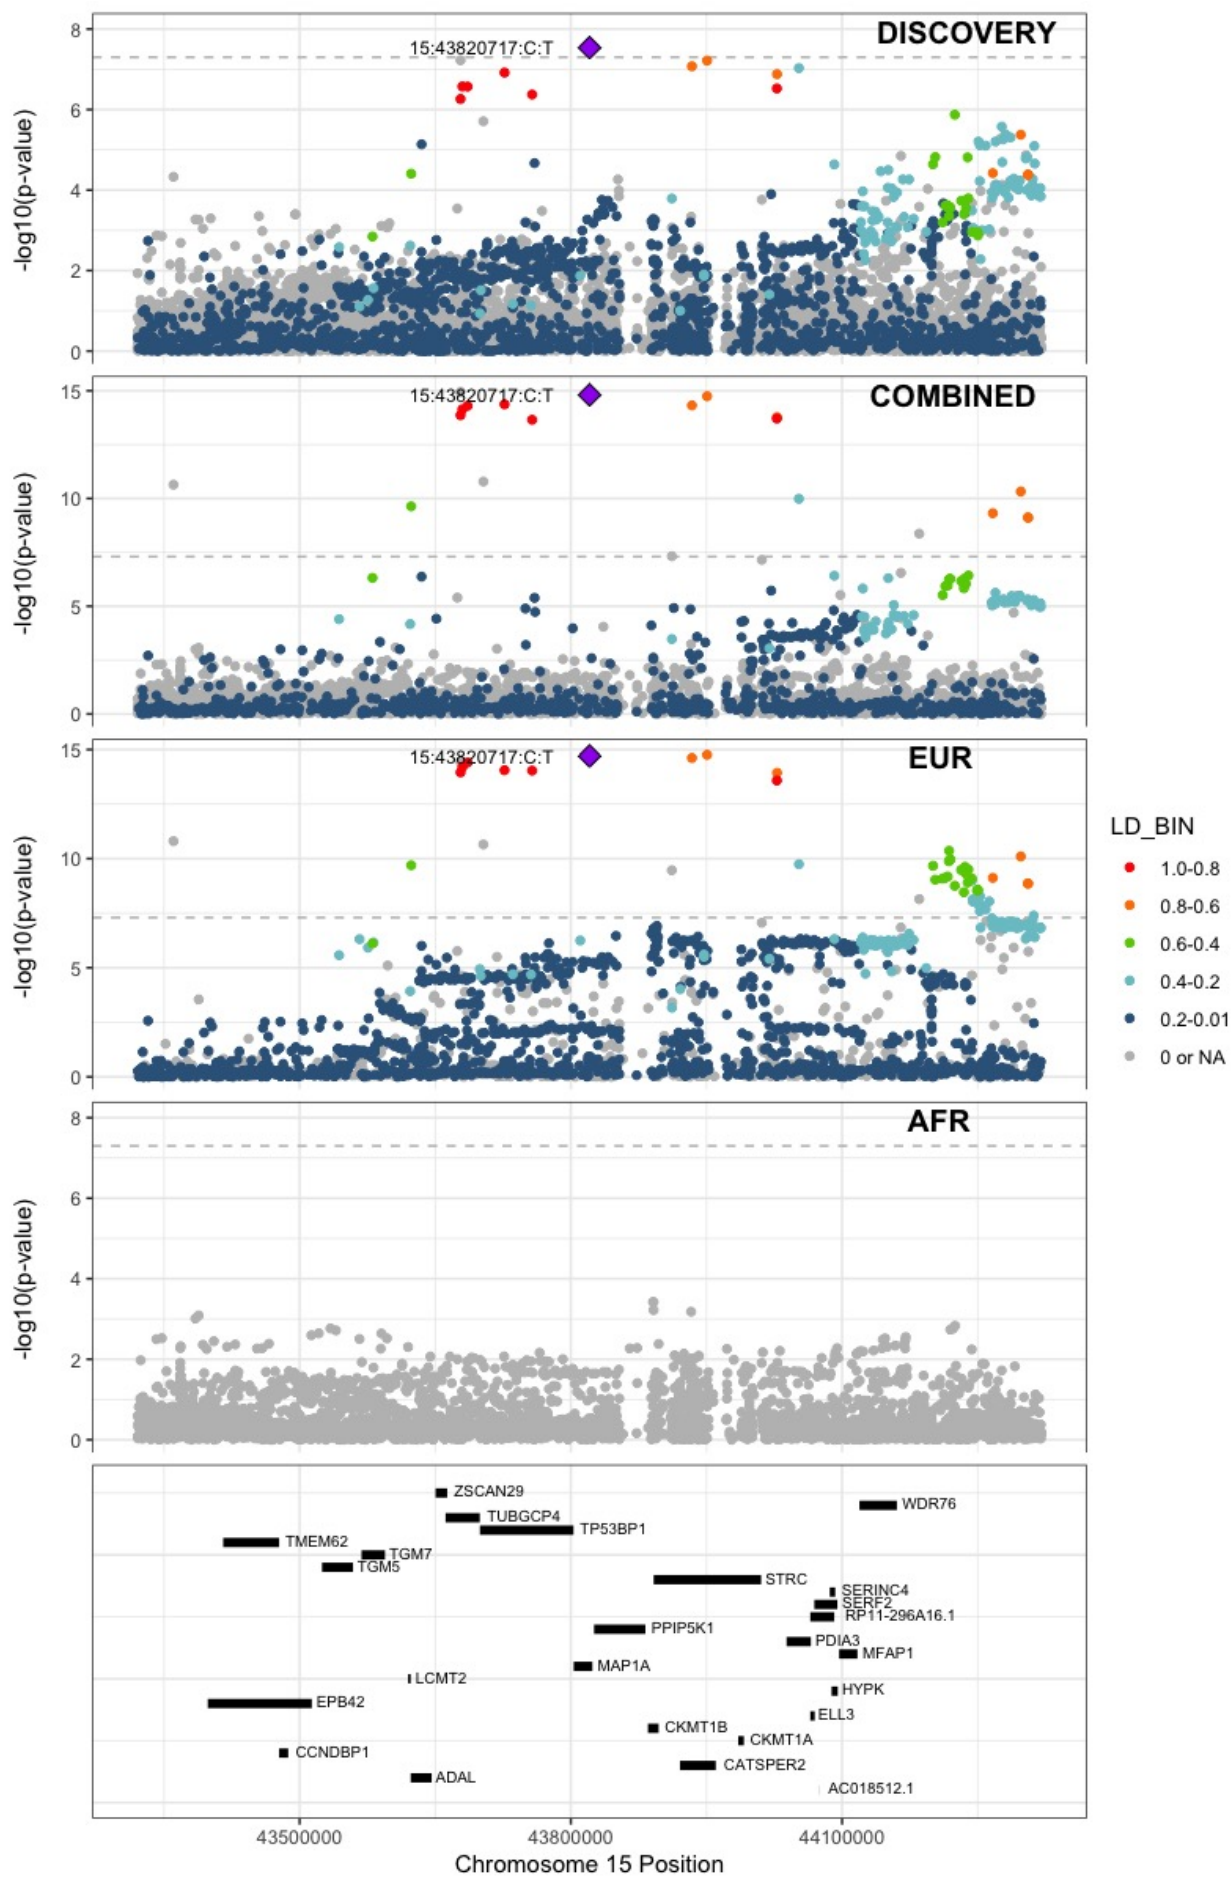 DISCOVERY
15:43820717:C:T
8
6
4
2
0
-log10(p-value)
COMBINED
15:43820717:C:T
15
10
5
0
-log10(p-value)
EUR
15:43820717:C:T
15
10
5
0
-log10(p-value)
LD_BIN
1.0-0.8
0.8-0.6
0.6-0.4
0.4-0.2
0.2-0.01
0 or NA
AFR
8
6
4
2
0
-log10(p-value)
ZSCAN29
WDR76
TUBGCP4
TP53BP1
TMEM62
TGM7
TGM5
STRC
SERINC4
SERF2
RP11-296A16.1
PPIP5K1
PDIA3
MFAP1
MAP1A
LCMT2
HYPK
EPB42
ELL3
CKMT1B
CKMT1A
CCNDBP1
CATSPER2
ADAL
AC018512.1
43500000
43800000
44100000
Chromosome 15 Position